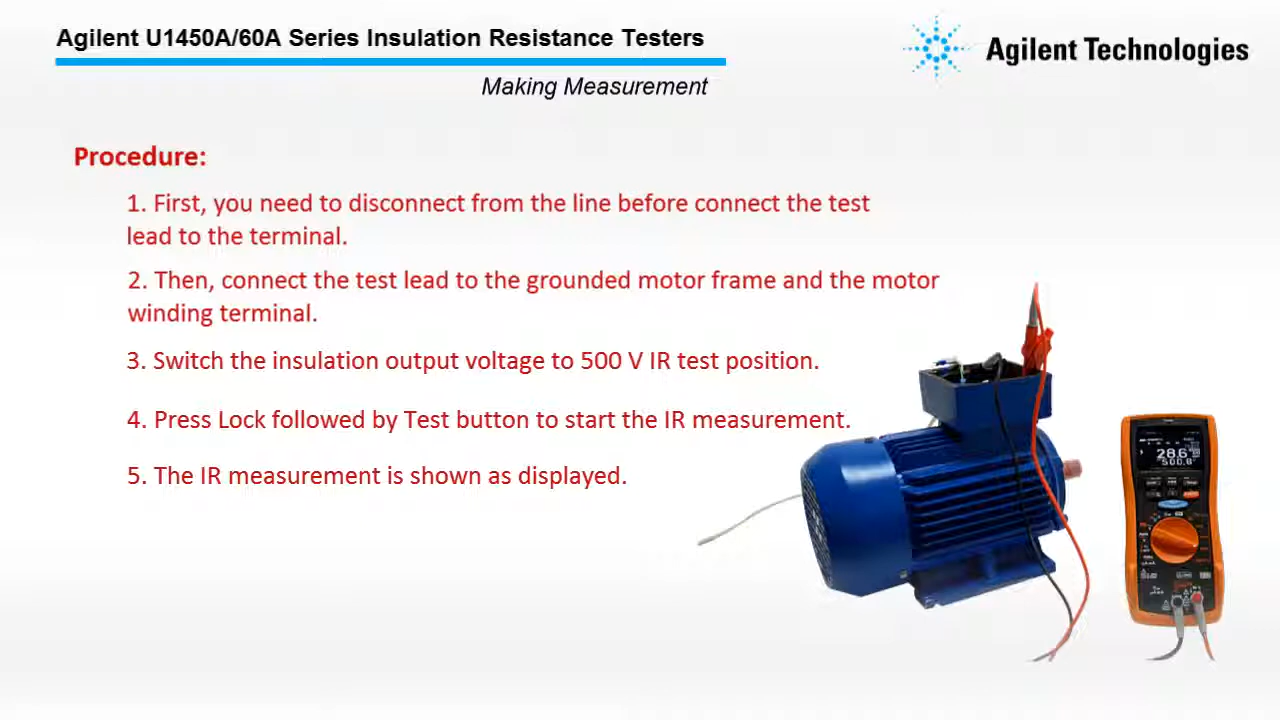 Agilent U1450A/60A Series Insulation Resistance Testers
Agilent Technologies
Making Measurement
Procedure:
1. First, you need to disconnect from the line before connect the test
lead to the terminal.
2. Then, connect the test lead to the grounded motor frame and the motor
winding terminal.
3. Switch the insulation output voltage to 500 V IR test position.
4. Press Lock followed by Test button to start the IR measurement.
5. The IR measurement is shown as displayed.
28.6